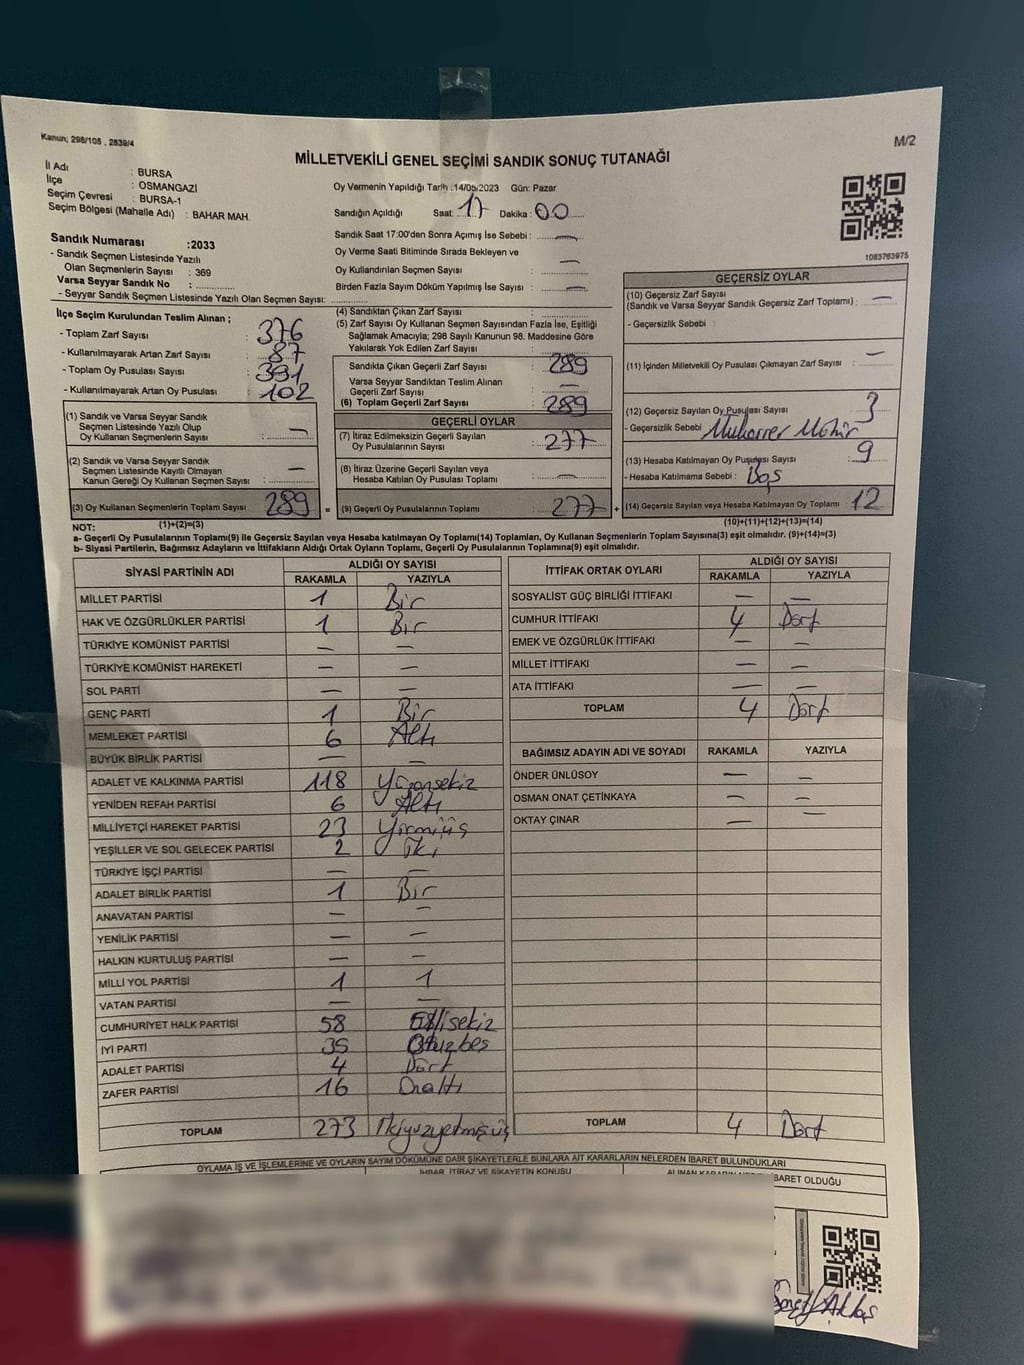 Kanun; 298/105 , 2839/4
M/2
MİLLETVEKİLİ GENEL SEÇİMİ SANDIK SONUÇ TUTANAĞI
İl Adı : BURSA
İlçe : OSMANGAZİ
Seçim Çevresi : BURSA-1
Seçim Bölgesi (Mahalle Adı) : BAHAR MAH.
Oy Vermenin Yapıldığı Tarih :14/05/2023 Gün: Pazar
Sandığın Açıldığı Saat: 17 Dakika : 00
Sandık Saat 17:00'den Sonra Açımış İse Sebebi : —
Oy Verme Saati Bitiminde Sırada Bekleyen ve
Oy Kullandırılan Seçmen Sayısı : —
Birden Fazla Sayım Döküm Yapılmış İse Sayısı : —
1083763975
Sandık Numarası :2033
- Sandık Seçmen Listesinde Yazılı
Olan Seçmenlerin Sayısı : 369
Varsa Seyyar Sandık No :
- Seyyar Sandık Seçmen Listesinde Yazılı Olan Seçmen Sayısı:
İlçe Seçim Kurulundan Teslim Alınan ;
- Toplam Zarf Sayısı : 376
- Kullanılmayarak Artan Zarf Sayısı : 87
- Toplam Oy Pusulası Sayısı : 391
- Kullanılmayarak Artan Oy Pusulası : 102
(1) Sandık ve Varsa Seyyar Sandık
Seçmen Listesinde Yazılı Olup
Oy Kullanan Seçmenlerin Sayısı : —
(2) Sandık ve Varsa Seyyar Sandık
Seçmen Listesinde Kayıtlı Olmayan
Kanun Gereği Oy Kullanan Seçmen Sayısı : —
(3) Oy Kullanan Seçmenlerin Toplam Sayısı 289
(1)+(2)=(3)
(4) Sandıktan Çıkan Zarf Sayısı :
(5) Zarf Sayısı Oy Kullanan Seçmen Sayısından Fazla İse, Eşitliği
Sağlamak Amacıyla; 298 Sayılı Kanunun 98. Maddesine Göre
Yakılarak Yok Edilen Zarf Sayısı :
Sandıkta Çıkan Geçerli Zarf Sayısı : 289
Varsa Seyyar Sandıktan Teslim Alınan
Geçerli Zarf Sayısı : —
(6) Toplam Geçerli Zarf Sayısı : 289
GEÇERLİ OYLAR
(7) İtiraz Edilmeksizin Geçerli Sayılan
Oy Pusulasının Sayısı : 277
(8) İtiraz Üzerine Geçerli Sayılan veya
Hesaba Katılan Oy Pusulası Toplamı : —
= (9) Geçerli Oy Pusulalarının Toplamı : 277 +
GEÇERSİZ OYLAR
(10) Geçersiz Zarf Sayısı
(Sandık ve Varsa Seyyar Sandık Geçersiz Zarf Toplamı) : —
- Geçersizlik Sebebi :
(11) İçinden Milletvekili Oy Pusulası Çıkmayan Zarf Sayısı : —
(12) Geçersiz Sayılan Oy Pusulası Sayısı : 3
- Geçersizlik Sebebi : Mükerrer Mühür
(13) Hesaba Katılmayan Oy Pusulası Sayısı : 9
- Hesaba Katılmama Sebebi : Boş
(14) Geçersiz Sayılan veya Hesaba Katılmayan Oy Toplamı : 12
(10)+(11)+(12)+(13)=(14)
NOT:
a- Geçerli Oy Pusulalarının Toplamı(9) ile Geçersiz Sayılan veya Hesaba katılmayan Oy Toplamı(14) Toplamları, Oy Kullanan Seçmenlerin Toplam Sayısına(3) eşit olmalıdır. (9)+(14)=(3)
b- Siyasi Partilerin, Bağımsız Adayların ve İttifakların Aldığı Ortak Oyların Toplamı, Geçerli Oy Pusulalarının Toplamına(9) eşit olmalıdır.
SİYASİ PARTİNİN ADI ALDIĞI OY SAYISI
RAKAMLA YAZIYLA
MİLLET PARTİSİ 1 Bir
HAK VE ÖZGÜRLÜKLER PARTİSİ 1 Bir
TÜRKİYE KOMÜNİST PARTİSİ — —
TÜRKİYE KOMÜNİST HAREKETİ — —
SOL PARTİ — —
GENÇ PARTİ 1 Bir
MEMLEKET PARTİSİ 6 Altı
BÜYÜK BİRLİK PARTİSİ — —
ADALET VE KALKINMA PARTİSİ 118 Yüzonsekiz
YENİDEN REFAH PARTİSİ 6 Altı
MİLLİYETÇİ HAREKET PARTİSİ 23 Yirmiüç
YEŞİLLER VE SOL GELECEK PARTİSİ 2 İki
TÜRKİYE İŞÇİ PARTİSİ — —
ADALET BİRLİK PARTİSİ 1 Bir
ANAVATAN PARTİSİ — —
YENİLİK PARTİSİ — —
HALKIN KURTULUŞ PARTİSİ — —
MİLLİ YOL PARTİSİ 1 1
VATAN PARTİSİ — —
CUMHURİYET HALK PARTİSİ 58 Ellisekiz
İYİ PARTİ 35 Otuzbeş
ADALET PARTİSİ 4 Dört
ZAFER PARTİSİ 16 Onaltı
TOPLAM 273 İkiyüzyetmişüç
İTTİFAK ORTAK OYLARI ALDIĞI OY SAYISI
RAKAMLA YAZIYLA
SOSYALİST GÜÇ BİRLİĞİ İTTİFAKI — —
CUMHUR İTTİFAKI 4 Dört
EMEK VE ÖZGÜRLÜK İTTİFAKI — —
MİLLET İTTİFAKI — —
ATA İTTİFAKI — —
TOPLAM 4 Dört
BAĞIMSIZ ADAYIN ADI VE SOYADI RAKAMLA YAZIYLA
ÖNDER ÜNLÜSOY — —
OSMAN ONAT ÇETİNKAYA — —
OKTAY ÇINAR — —
TOPLAM 4 Dört
OYLAMA İŞ VE İŞLEMLERİNE VE OYLARIN SAYIM DÖKÜMÜNE DAİR ŞİKAYETLERLE BUNLARA AİT KARARLARIN NELERDEN İBARET BULUNDUKLARI
İHBAR, İTİRAZ VE ŞİKAYETİN KONUSU
ALINAN KARARIN İBARET OLDUĞU